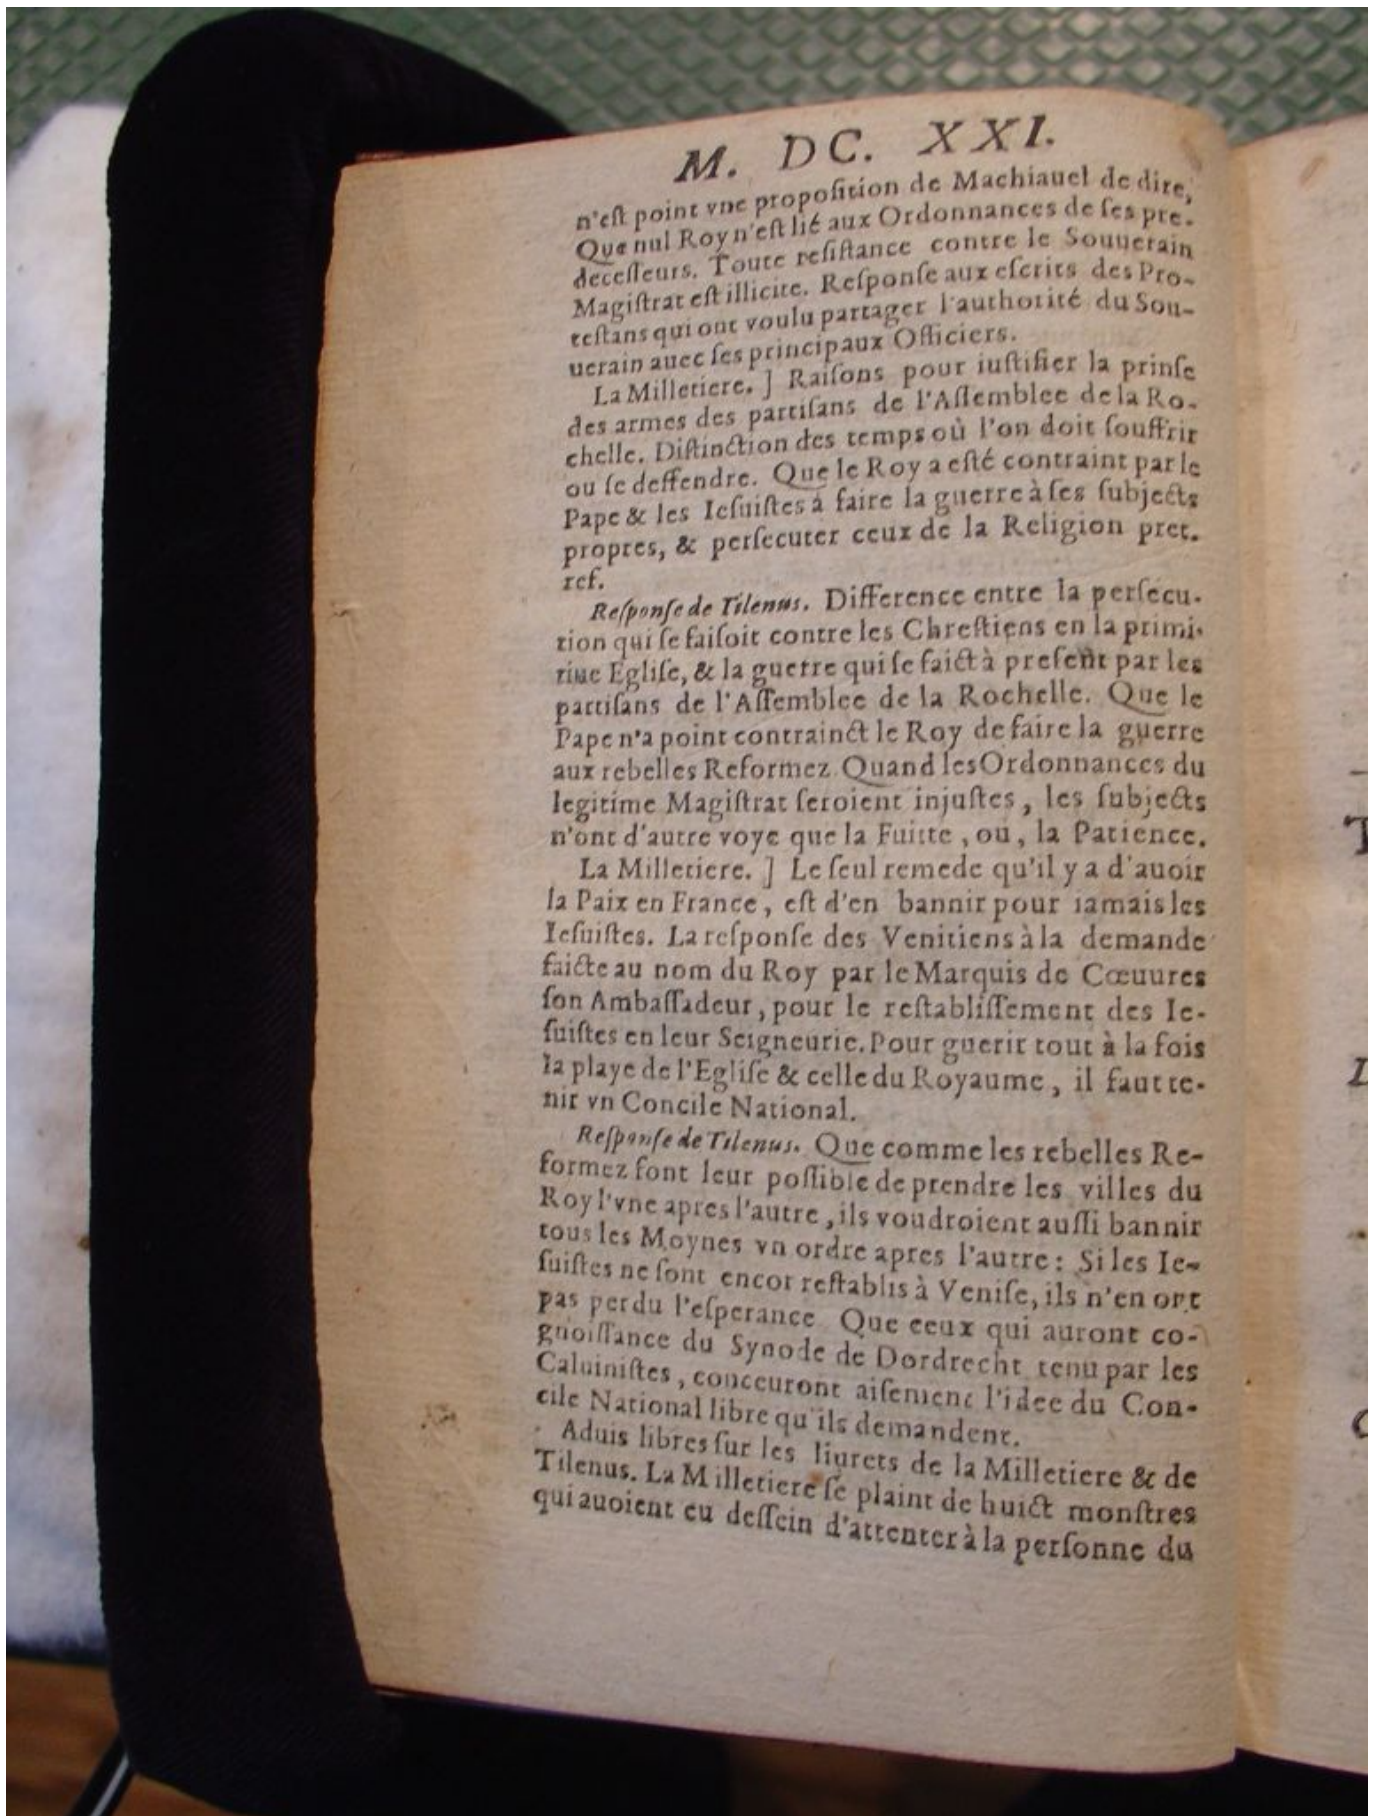 M. DC. XXI.
n'eſt point vne propoſition de Machiauel de dire,
Que nul Roy n'eſt lié aux Ordonnances de ſes pre-
deceſſeurs. Toute reſiſtance contre le Souuerain
Magiſtrat eſt illicite. Reſponſe aux eſcrits des Pro-
teſtans qui ont voulu partager l'authorité du Sou-
uerain auec ſes principaux Officiers.
La Milletiere. ] Raiſons pour iuſtifier la prinſe
des armes des partiſans de l'Aſſemblee de la Ro-
chelle. Diſtinction des temps où l'on doit ſouffrir
ou ſe deffendre. Que le Roy a eſté contraint par le
Pape & les Ieſuiſtes à faire la guerre à ſes ſubjects
propres, & perſecuter ceux de la Religion pret.
ref.
Reſponſe de Tilenus. Difference entre la perſecu-
tion qui ſe faiſoit contre les Chreſtiens en la primi-
tiue Egliſe, & la guerre qui ſe faict à preſent par les
partiſans de l'Aſſemblee de la Rochelle. Que le
Pape n'a point contrainct le Roy de faire la guerre
aux rebelles Reformez. Quand les Ordonnances du
legitime Magiſtrat ſeroient injuſtes, les ſubjects
n'ont d'autre voye que la Fuitte, ou, la Patience.
La Milletiere. ] Le ſeul remede qu'il y a d'auoir
la Paix en France, eſt d'en bannir pour iamais les
Ieſuiſtes. La reſponſe des Venitiens à la demande
faicte au nom du Roy par le Marquis de Cœuures
ſon Ambaſſadeur, pour le reſtabliſſement des Ie-
ſuiſtes en leur Seigneurie. Pour guerir tout à la fois
la playe de l'Egliſe & celle du Royaume, il faut te-
nir vn Concile National.
Reſponſe de Tilenus. Que comme les rebelles Re-
formez font leur poſſible de prendre les villes du
Roy l'vne apres l'autre, ils voudroient auſſi bannir
tous les Moynes vn ordre apres l'autre: Si les Ie-
ſuiſtes ne ſont encor reſtablis à Veniſe, ils n'en ont
pas perdu l'eſperance. Que ceux qui auront co-
gnoiſſance du Synode de Dordrecht tenu par les
Caluiniſtes, conceuront aiſement l'idee du Con-
cile National libre qu'ils demandent.
Aduis libres ſur les liurets de la Milletiere & de
Tilenus. La Milletiere ſe plaint de huict monſtres
qui auoient eu deſſein d'attenter à la perſonne du